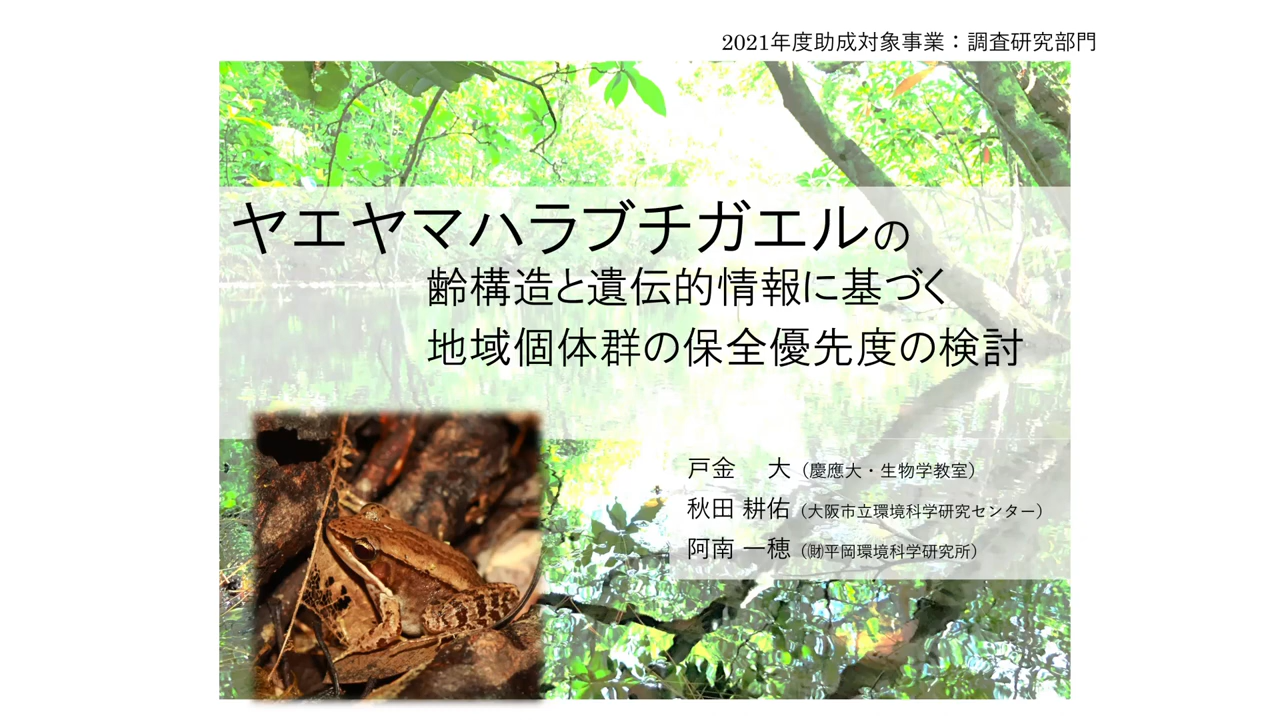 2021年度助成対象事業：調査研究部門
ヤエヤマハラブチガエルの
齢構造と遺伝的情報に基づく
地域個体群の保全優先度の検討
戸金　大（慶應大・生物学教室）
秋田 耕佑（大阪市立環境科学研究センター）
阿南 一穂（㈶平岡環境科学研究所）